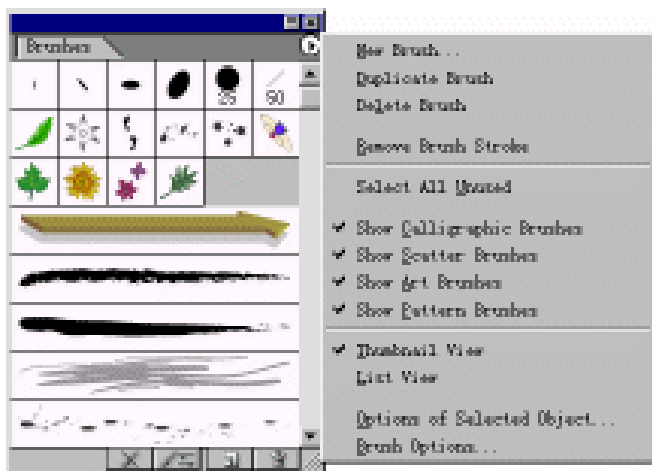 Brushes
25
50
New Brush...
Duplicate Brush
Delete Brush
Remove Brush Stroke
Select All Unused
Show Calligraphic Brushes
Show Scatter Brushes
Show Art Brushes
Show Pattern Brushes
Thumbnail View
List View
Options of Selected Object...
Brush Options...